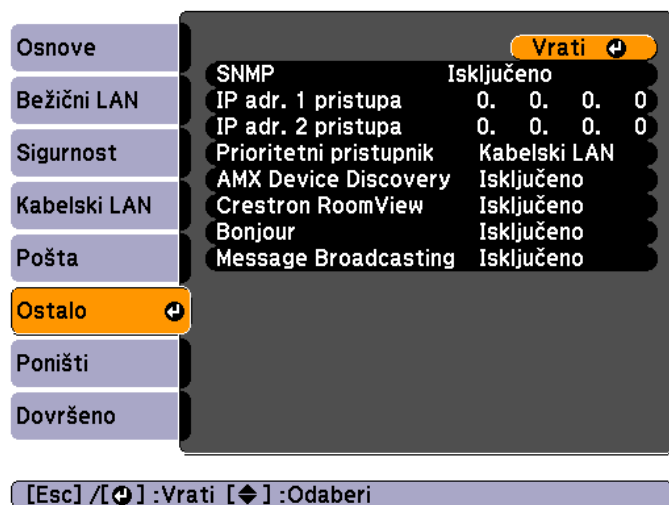 Osnove
Bežični LAN
Sigurnost
Kabelski LAN
Pošta
Ostalo
Poništi
Dovršeno
Vrati
SNMP Isključeno
IP adr. 1 pristupa 0. 0. 0. 0
IP adr. 2 pristupa 0. 0. 0. 0
Prioritetni pristupnik Kabelski LAN
AMX Device Discovery Isključeno
Crestron RoomView Isključeno
Bonjour Isključeno
Message Broadcasting Isključeno
[Esc] /[⏎] :Vrati [◆] :Odaberi